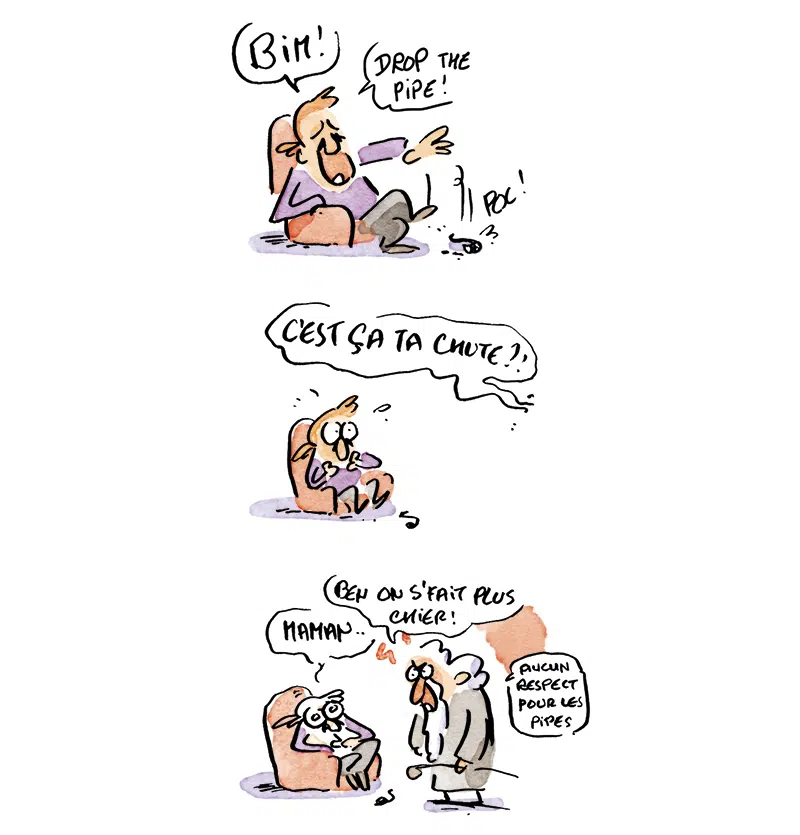 BIM!
DROP THE
PIPE!
POC!
C'EST ÇA TA CHUTE?!
BEN ON S'FAIT PLUS
CHIER!
MAMAN..
AUCUN
RESPECT
POUR LES
PIPES